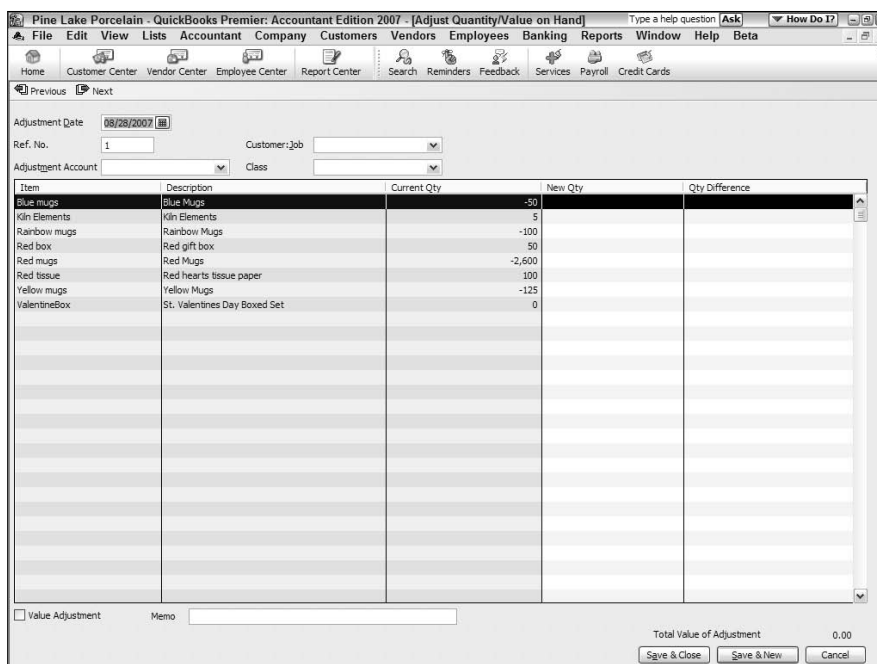 Pine Lake Porcelain - QuickBooks Premier: Accountant Edition 2007 - [Adjust Quantity/Value on Hand] Type a help question Ask How Do I?
File Edit View Lists Accountant Company Customers Vendors Employees Banking Reports Window Help Beta
Home Customer Center Vendor Center Employee Center Report Center Search Reminders Feedback Services Payroll Credit Cards
Previous Next
Adjustment Date 08/28/2007
Ref. No. 1 Customer:Job
Adjustment Account Class
Item Description Current Qty New Qty Qty Difference
Blue mugs Blue Mugs -50
Kiln Elements Kiln Elements 5
Rainbow mugs Rainbow Mugs -100
Red box Red gift box 50
Red mugs Red Mugs -2,600
Red tissue Red hearts tissue paper 100
Yellow mugs Yellow Mugs -125
ValentineBox St. Valentines Day Boxed Set 0
Value Adjustment Memo
Total Value of Adjustment 0.00
Save & Close Save & New Cancel